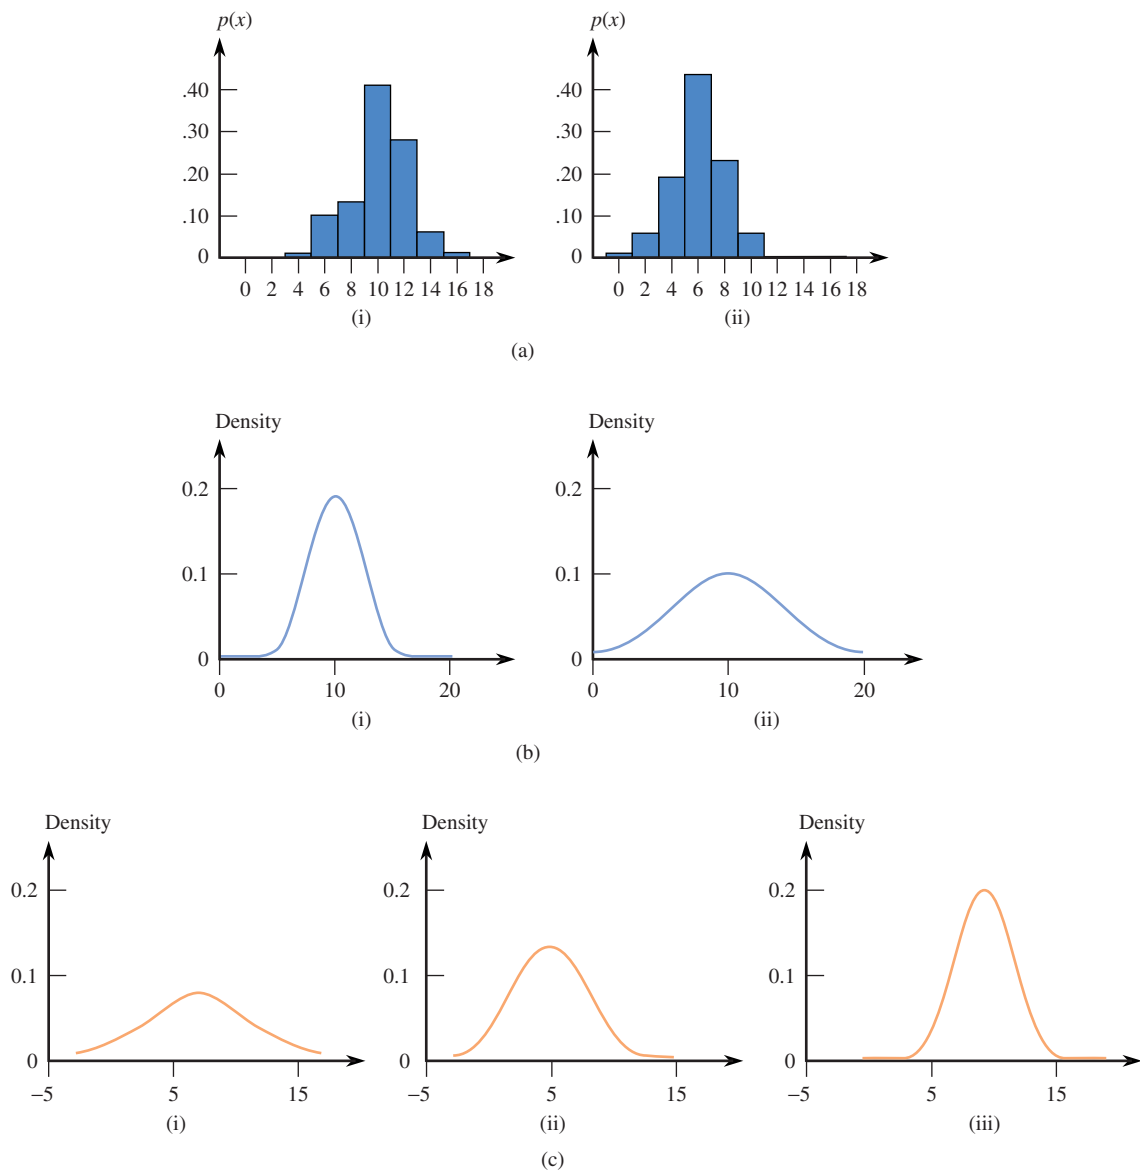 p(x) p(x)
.40 .40
.30 .30
.20 .20
.10 .10
0 0
0 2 4 6 8 10 12 14 16 18 0 2 4 6 8 10 12 14 16 18
(i) (ii)
(a)
Density Density
0.2 0.2
0.1 0.1
0 0
0 10 20 0 10 20
(i) (ii)
(b)
Density Density Density
0.2 0.2 0.2
0.1 0.1 0.1
0 0 0
–5 5 15 –5 5 15 –5 5 15
(i) (ii) (iii)
(c)